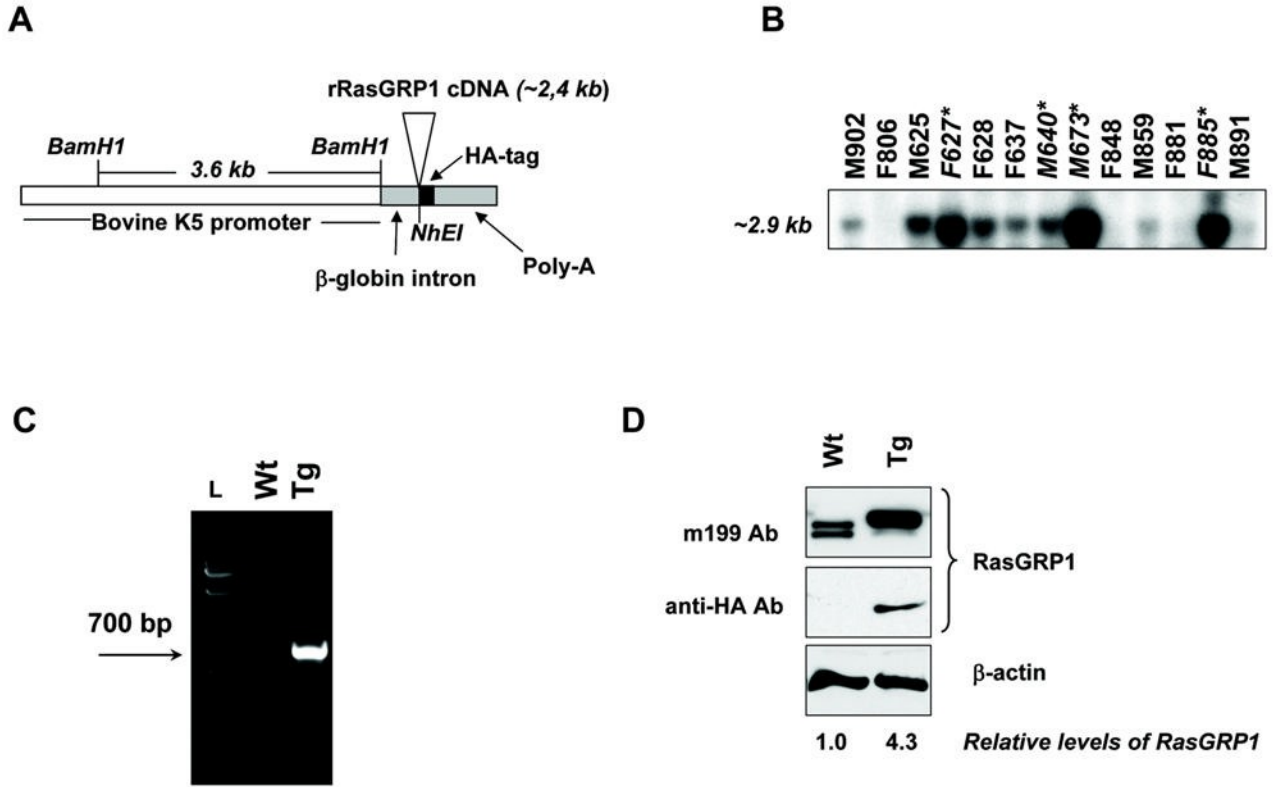 A
rRasGRP1 cDNA (~2,4 kb)
BamH1
BamH1
3.6 kb
HA-tag
Bovine K5 promoter
NhEI
β-globin intron
Poly-A
B
M902
F806
M625
F627*
F628
F637
M640*
M673*
F848
M859
F881
F885*
M891
~2.9 kb
C
L
Wt
Tg
700 bp
D
Wt
Tg
m199 Ab
anti-HA Ab
RasGRP1
β-actin
1.0 4.3 Relative levels of RasGRP1